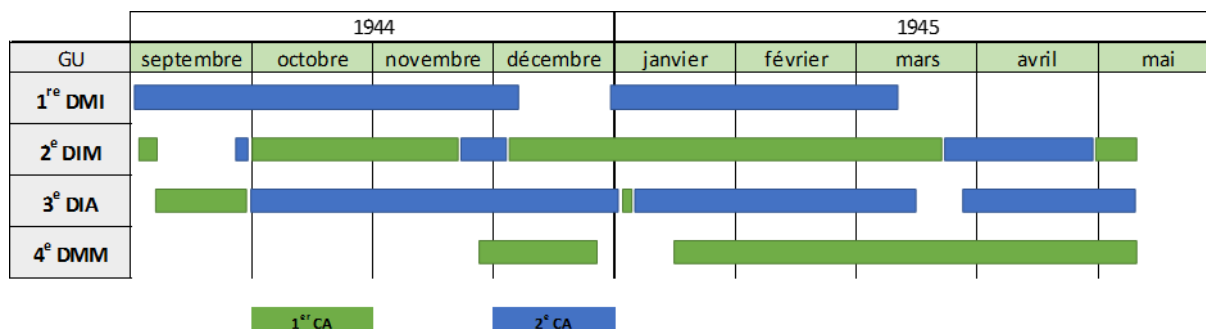 1944 1945
GU septembre octobre novembre décembre janvier février mars avril mai
1re DMI
2e DIM
3e DIA
4e DMM
1er CA 2e CA